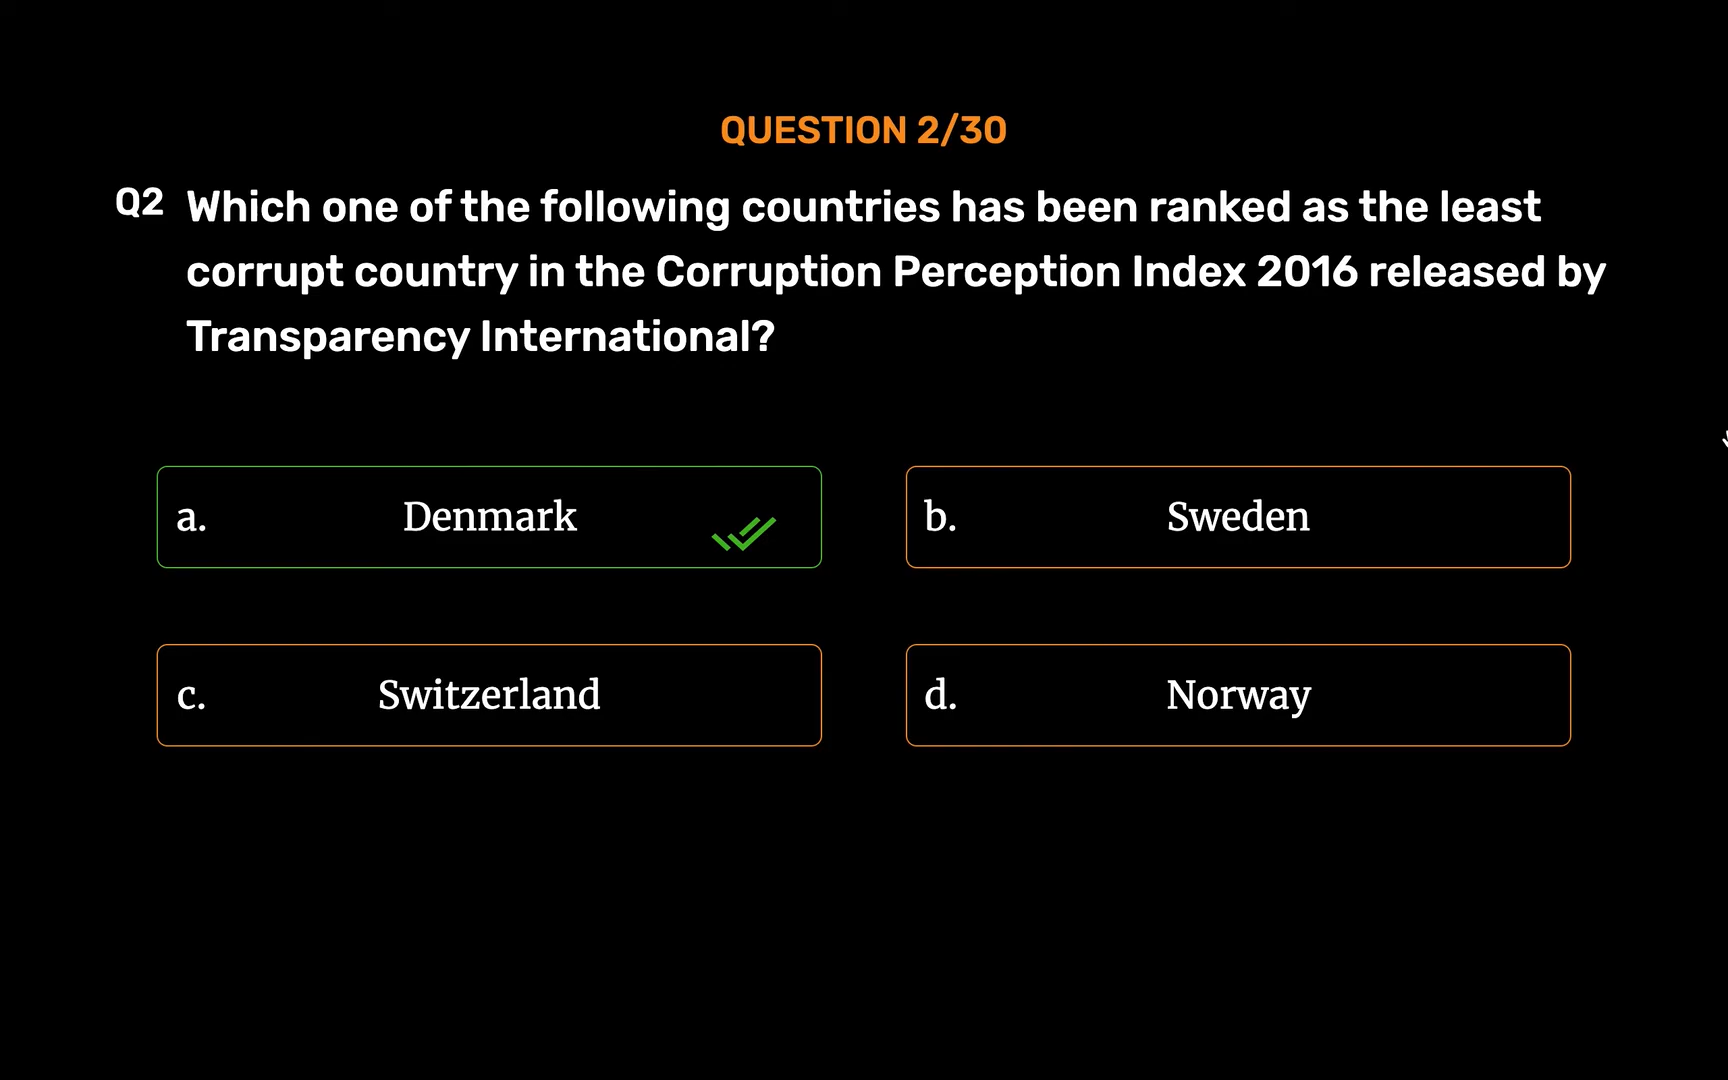 QUESTION 2/30
Q2 Which one of the following countries has been ranked as the least
corrupt country in the Corruption Perception Index 2016 released by
Transparency International?
a. Denmark
b. Sweden
c. Switzerland
d. Norway